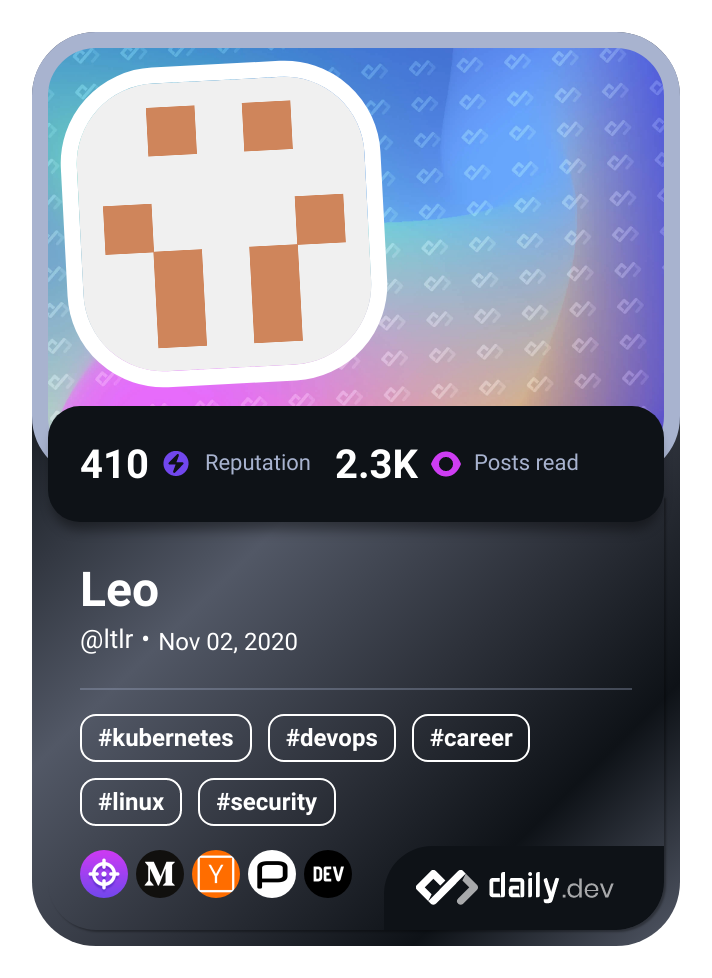 410 Reputation 2.3K Posts read
Leo
@ltlr • Nov 02, 2020
#kubernetes #devops #career
#linux #security
M Y P DEV daily.dev